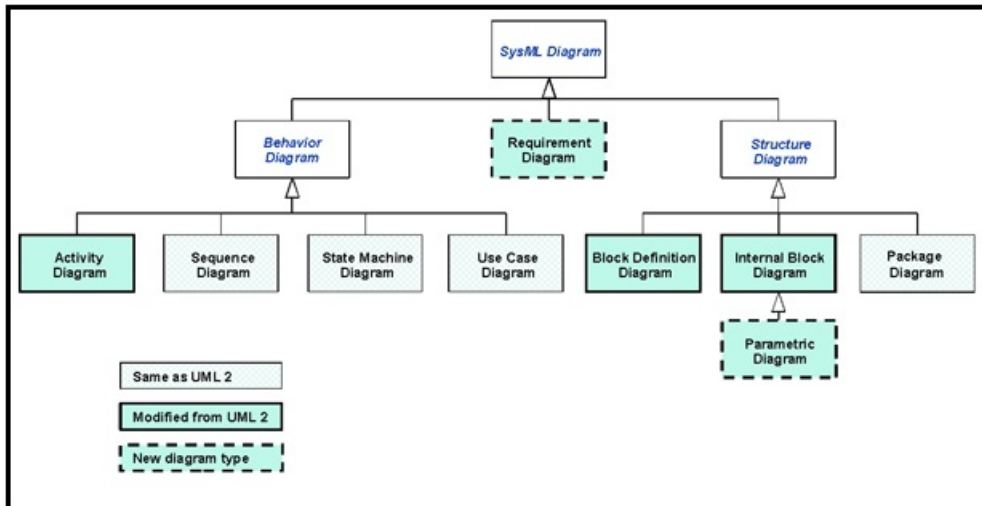 SysML Diagram
Behavior
Diagram
Requirement
Diagram
Structure
Diagram
Activity
Diagram
Sequence
Diagram
State Machine
Diagram
Use Case
Diagram
Block Definition
Diagram
Internal Block
Diagram
Package
Diagram
Parametric
Diagram
Same as UML 2
Modified from UML 2
New diagram type